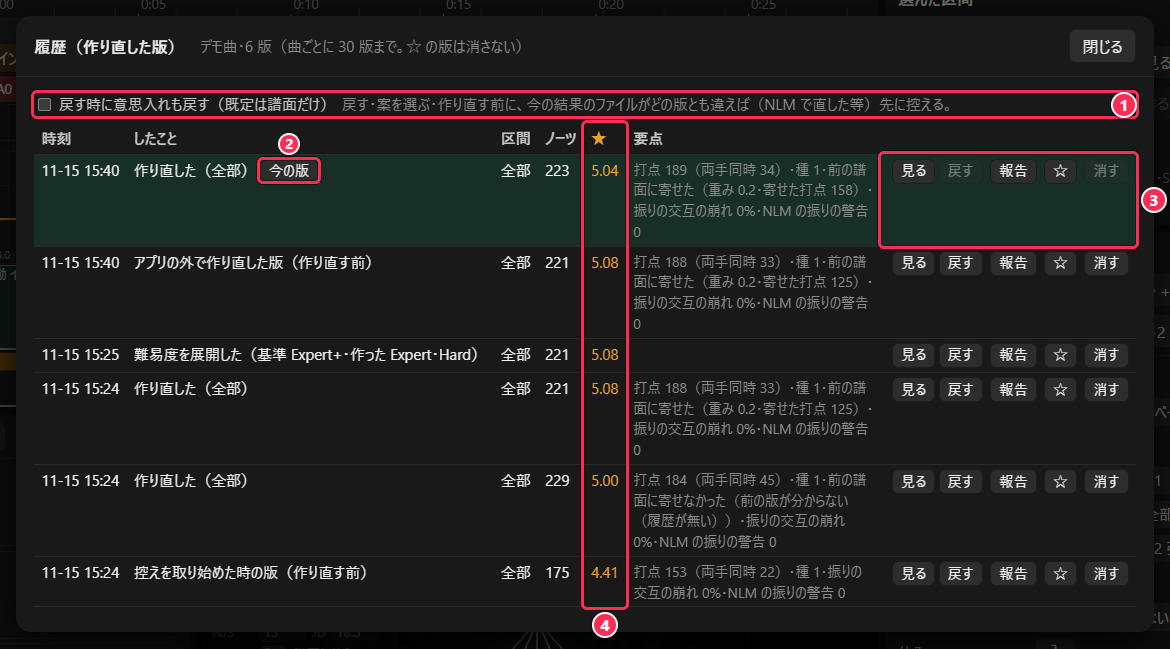 0:05 0:10 0:15 0:20 0:25
履歴（作り直した版） デモ曲・6 版（曲ごとに 30 版まで。☆ の版は消さない） 閉じる
戻す時に意思入れも戻す（既定は譜面だけ） 戻す・案を選ぶ・作り直す前に、今の結果のファイルがどの版とも違えば（NLM で直した等）先に控える。 1
時刻 したこと 区間 ノーツ ★ 要点
2
11-15 15:40 作り直した（全部） 今の版 全部 223 5.04 打点 189（両手同時 34）・種 1・前の譜 見る 戻す 報告 ☆ 消す
面に寄せた（重み 0.2・寄せた打点 158）・
3
振りの交互の崩れ 0%・NLM の振りの警告
0
11-15 15:40 アプリの外で作り直した版（作り直す前） 全部 221 5.08 打点 188（両手同時 33）・種 1・前の譜 見る 戻す 報告 ☆ 消す
面に寄せた（重み 0.2・寄せた打点 125）・
振りの交互の崩れ 0%・NLM の振りの警告
0
11-15 15:25 難易度を展開した（基準 Expert+・作った Expert・Hard） 全部 221 5.08 見る 戻す 報告 ☆ 消す
11-15 15:24 作り直した（全部） 全部 221 5.08 打点 188（両手同時 33）・種 1・前の譜 見る 戻す 報告 ☆ 消す
面に寄せた（重み 0.2・寄せた打点 125）・
振りの交互の崩れ 0%・NLM の振りの警告
0
11-15 15:24 作り直した（全部） 全部 229 5.00 打点 184（両手同時 45）・種 1・前の譜 見る 戻す 報告 ☆ 消す
面に寄せなかった（前の版が分からない
（履歴が無い））・振りの交互の崩れ
0%・NLM の振りの警告 0
11-15 15:24 控えを取り始めた時の版（作り直す前） 全部 175 4.41 打点 153（両手同時 22）・種 1・振りの 見る 戻す 報告 ☆ 消す
交互の崩れ 0%・NLM の振りの警告 0
4